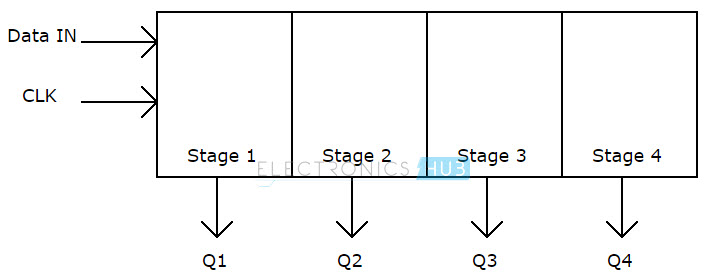 Data IN
CLK
Stage 1 Stage 2 Stage 3 Stage 4
ELECTRONICS HUB
Q1 Q2 Q3 Q4